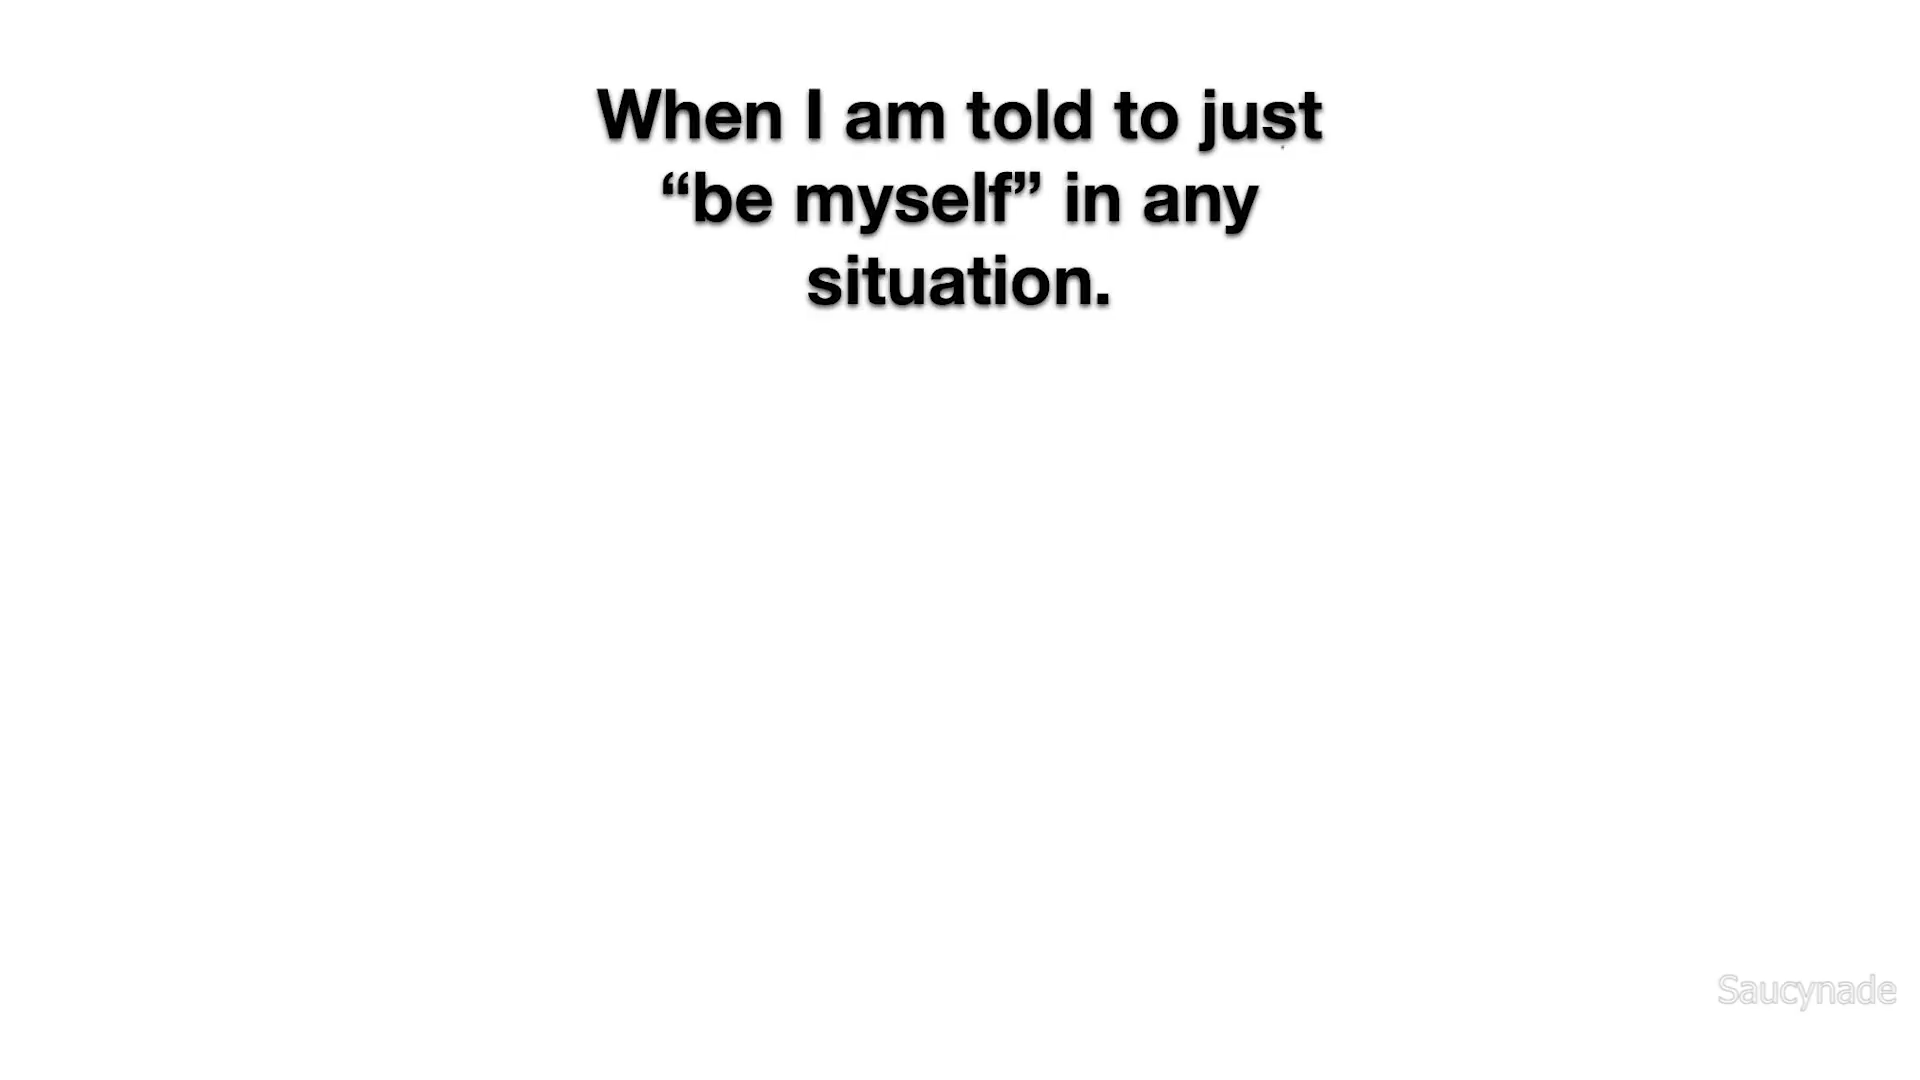 When I am told to just
“be myself” in any
situation.
Saucynade